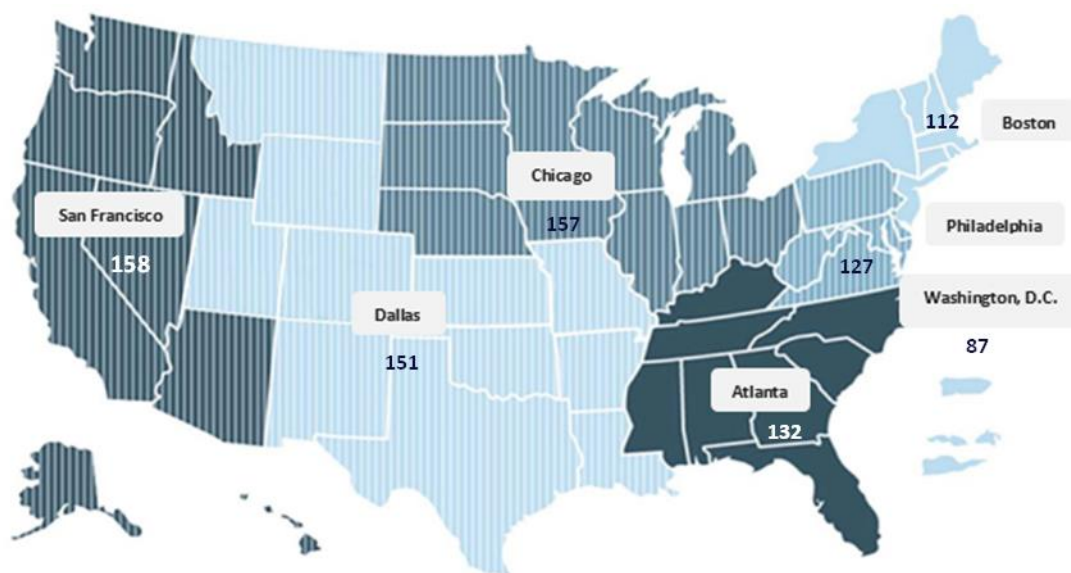 112
Boston
Chicago
157
San Francisco
158
Philadelphia
127
Washington, D.C.
87
Dallas
151
Atlanta
132